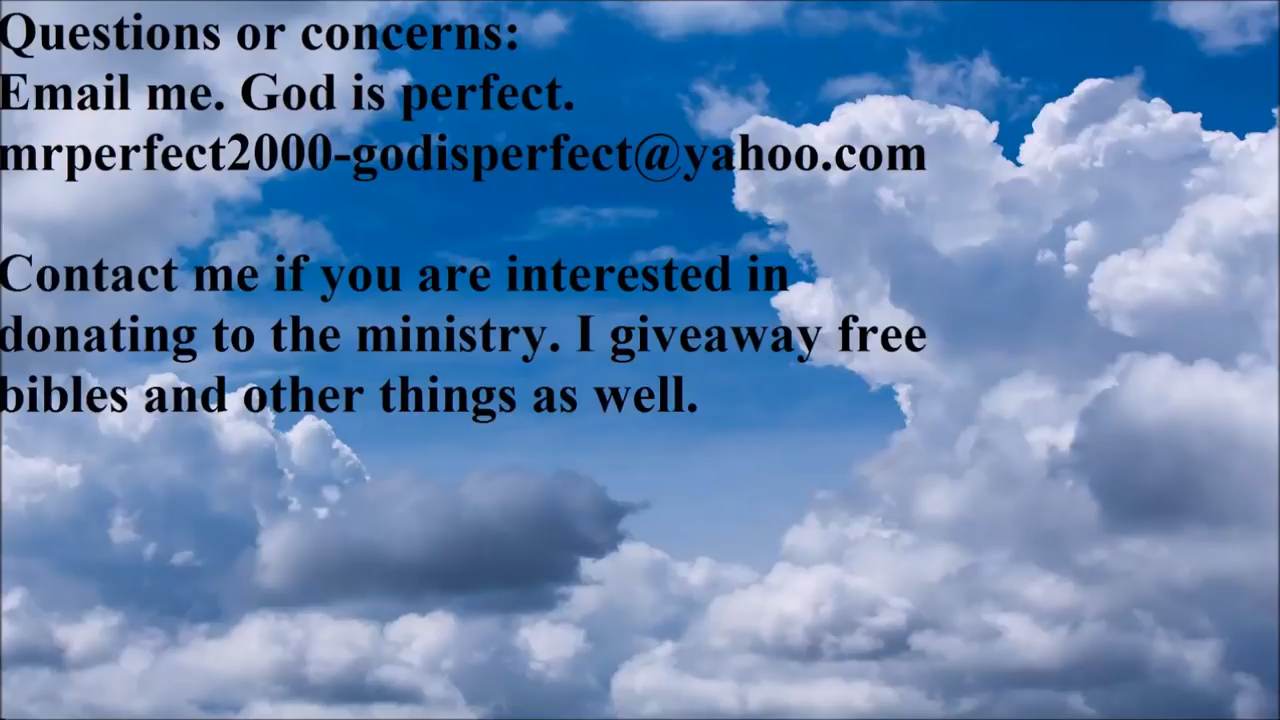 Questions or concerns:
Email me. God is perfect.
mrperfect2000-godisperfect@yahoo.com
Contact me if you are interested in
donating to the ministry. I giveaway free
bibles and other things as well.